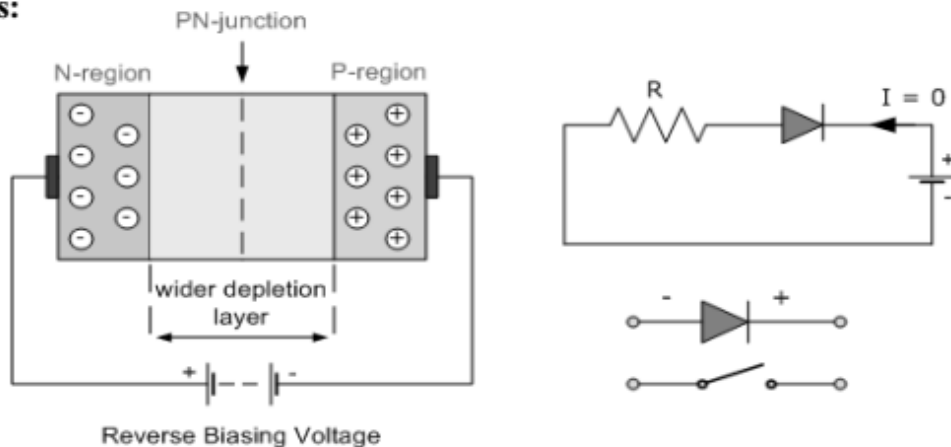 s:
PN-junction
N-region
P-region
wider depletion
layer
+ -
Reverse Biasing Voltage
R
I = 0
+
-
- +